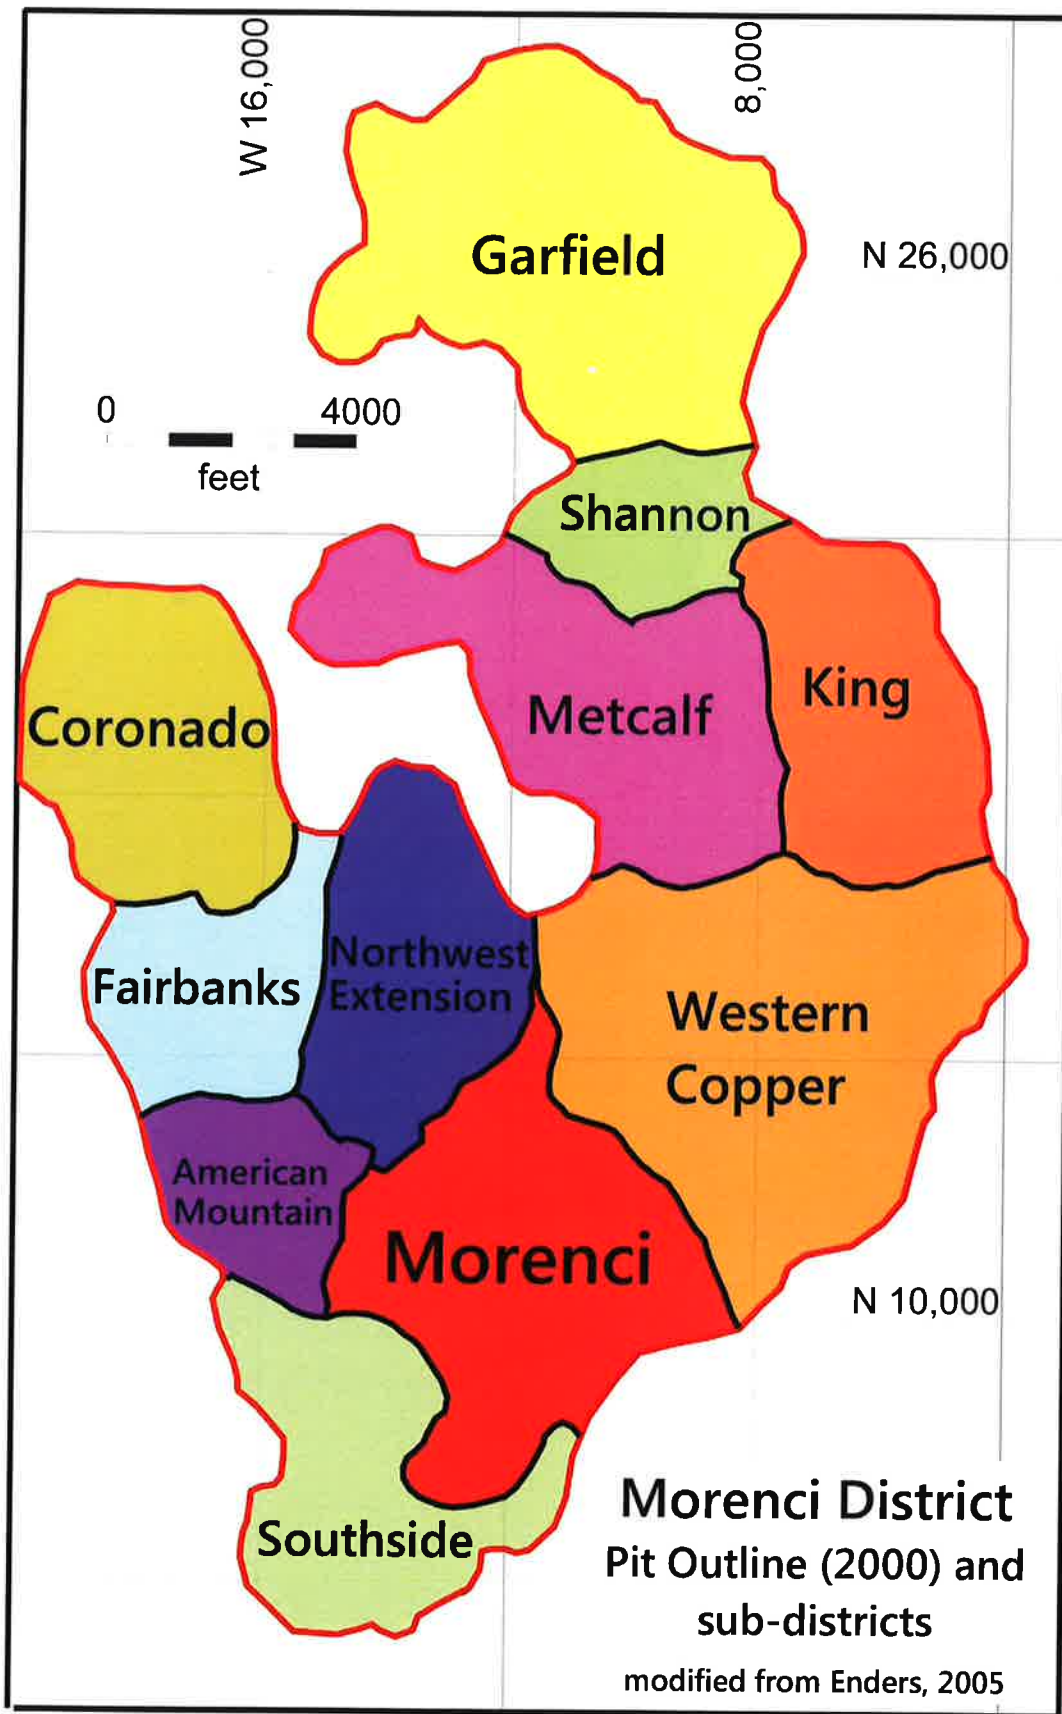 W 16,000
8,000
Garfield
N 26,000
0
4000
feet
Shannon
King
Metcalf
Coronado
Northwest
Extension
Fairbanks
Western
Copper
American
Mountain
Morenci
N 10,000
Southside
Morenci District
Pit Outline (2000) and
sub-districts
modified from Enders, 2005